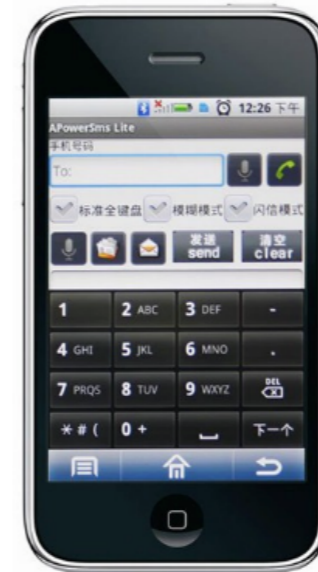 12:26 下午
APowerSms Lite
手机号码
To:
标准全键盘 模糊模式 闪信模式
发送 清空
send clear
1 2 ABC 3 DEF -
4 GHI 5 JKL 6 MNO .
7 PRQS 8 TUV 9 WXYZ DEL
* # ( 0 + 下一个